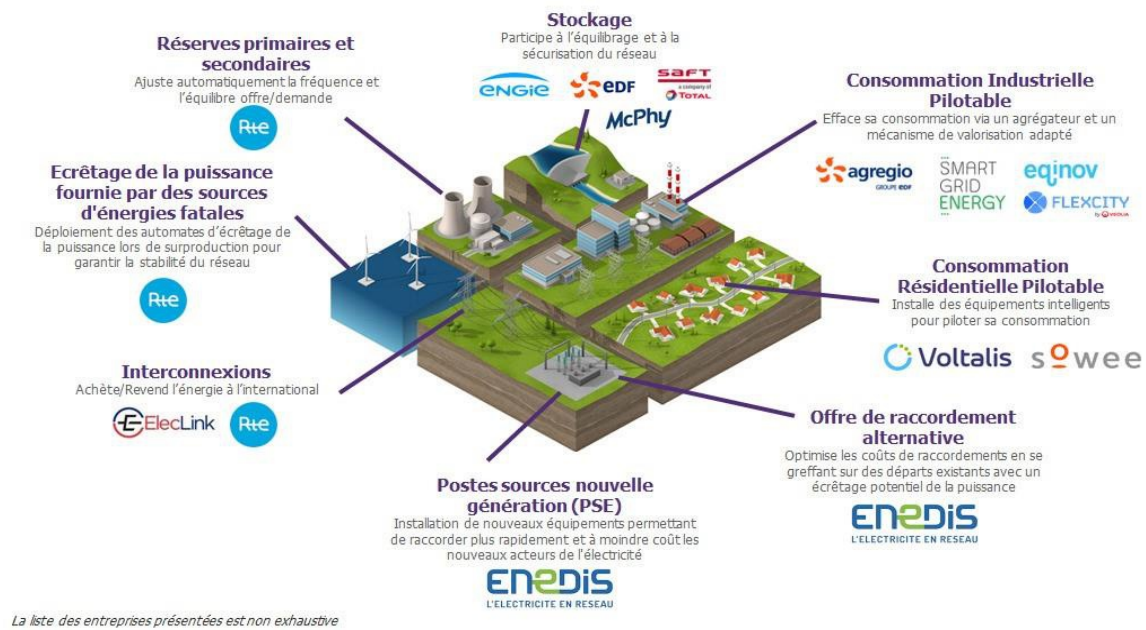 Stockage
Participe à l'équilibrage et à la
sécurisation du réseau
ENGIE
edf
SAFT
a company of
TOTAL
McPhy
Réserves primaires et
secondaires
Ajuste automatiquement la fréquence et
l'équilibre offre/demande
Rte
Consommation Industrielle
Pilotable
Efface sa consommation via un agrégateur et un
mécanisme de valorisation adapté
agregio
GROUPE EDF
SMART
GRID
ENERGY
eqinov
FLEXCITY
by VEOLIA
Ecrêtage de la puissance
fournie par des sources
d'énergies fatales
Déploiement des automates d'écrêtage de
la puissance lors de surproduction pour
garantir la stabilité du réseau
Rte
Consommation
Résidentielle Pilotable
Installe des équipements intelligents
pour piloter sa consommation
Voltalis
sowee
Interconnexions
Achète/Revend l'énergie à l'international
ElecLink
Rte
Offre de raccordement
alternative
Optimise les coûts de raccordements en se
greffant sur des départs existants avec un
écrêtage potentiel de la puissance
ENEDIS
L'ELECTRICITE EN RESEAU
Postes sources nouvelle
génération (PSE)
Installation de nouveaux équipements permettant
de raccorder plus rapidement et à moindre coût les
nouveaux acteurs de l'électricité
ENEDIS
L'ELECTRICITE EN RESEAU
La liste des entreprises présentées est non exhaustive